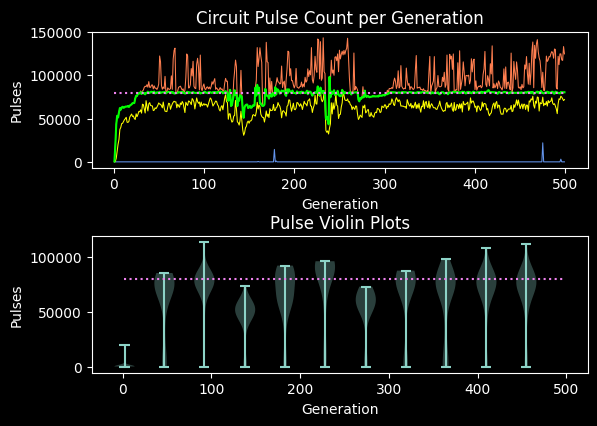 Circuit Pulse Count per Generation
150000
100000
50000
0
Pulses
0 100 200 300 400 500
Generation
Pulse Violin Plots
100000
50000
0
Pulses
0 100 200 300 400 500
Generation